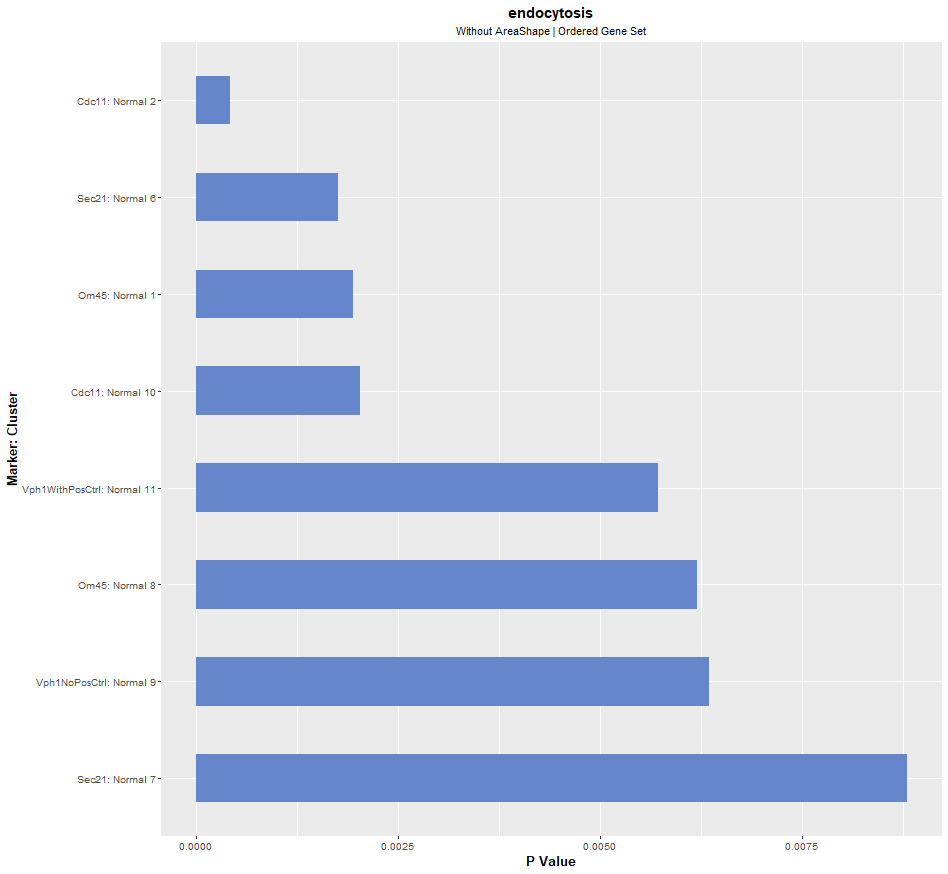 endocytosis
Without AreaShape | Ordered Gene Set
Marker: Cluster
Cdc11: Normal 2
Sec21: Normal 6
Om45: Normal 1
Cdc11: Normal 10
Vph1WithPosCtrl: Normal 11
Om45: Normal 8
Vph1NoPosCtrl: Normal 9
Sec21: Normal 7
0.0000
0.0025
0.0050
0.0075
P Value